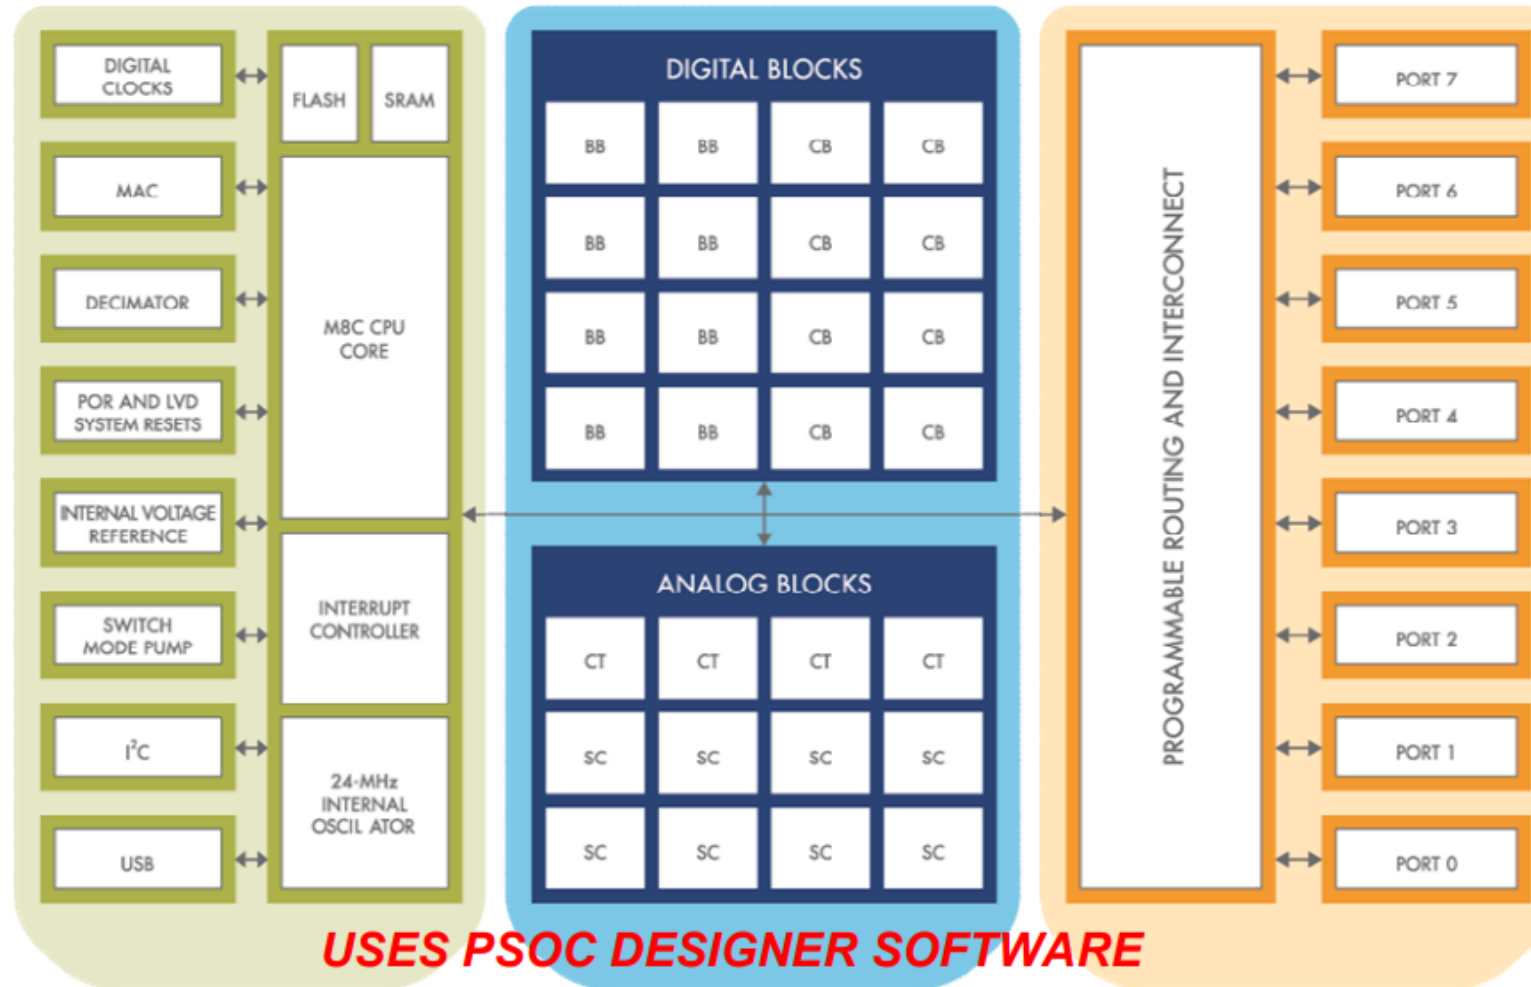 DIGITAL
CLOCKS
MAC
DECIMATOR
POR AND LVD
SYSTEM RESETS
INTERNAL VOLTAGE
REFERENCE
SWITCH
MODE PUMP
I²C
USB
FLASH
SRAM
M8C CPU
CORE
INTERRUPT
CONTROLLER
24-MHz
INTERNAL
OSCIL ATOR
DIGITAL BLOCKS
BB BB CB CB
BB BB CB CB
BB BB CB CB
BB BB CB CB
ANALOG BLOCKS
CT CT CT CT
SC SC SC SC
SC SC SC SC
PROGRAMMABLE ROUTING AND INTERCONNECT
PORT 7
PORT 6
PORT 5
PORT 4
PORT 3
PORT 2
PORT 1
PORT 0
USES PSOC DESIGNER SOFTWARE